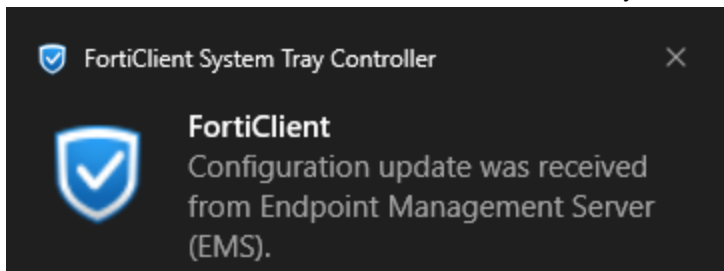 FortiClient System Tray Controller
FortiClient
Configuration update was received
from Endpoint Management Server
(EMS).